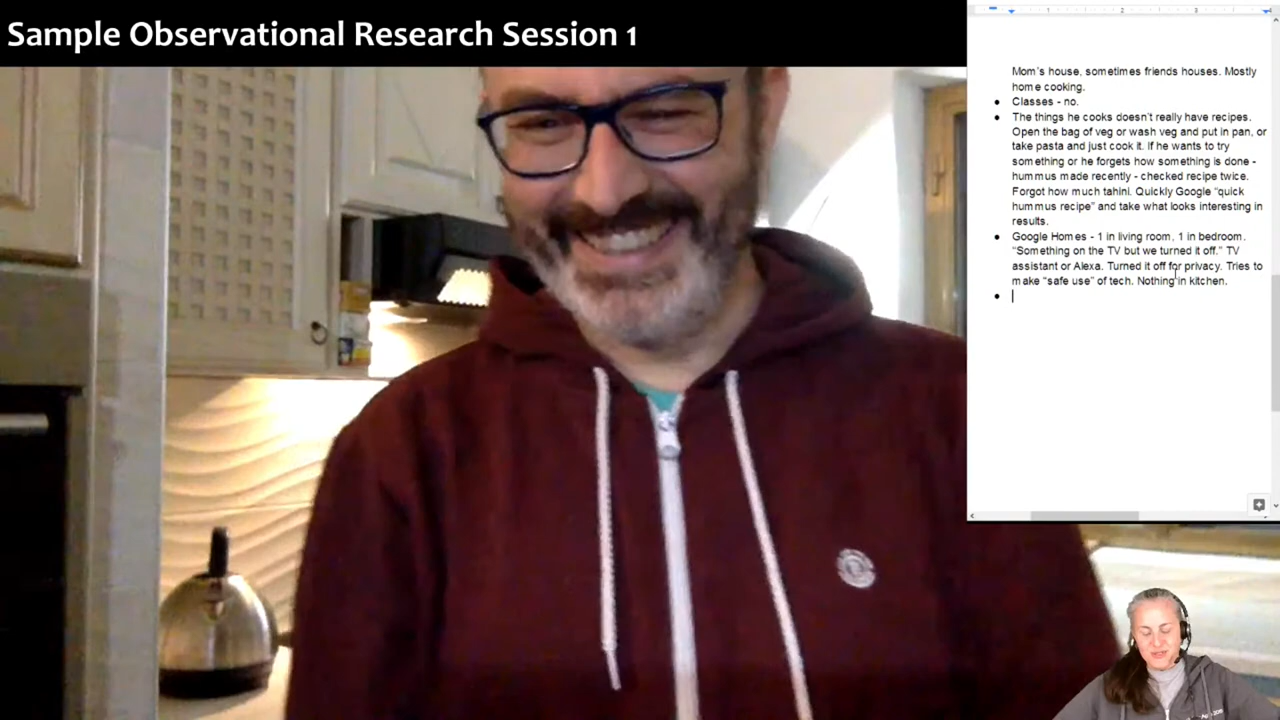 Sample Observational Research Session 1
Mom's house, sometimes friends houses. Mostly
home cooking.
Classes - no.
The things he cooks doesn't really have recipes.
Open the bag of veg or wash veg and put in pan, or
take pasta and just cook it. If he wants to try
something or he forgets how something is done -
hummus made recently - checked recipe twice.
Forgot how much tahini. Quickly Google "quick
hummus recipe" and take what looks interesting in
results.
Google Homes - 1 in living room, 1 in bedroom.
"Something on the TV but we turned it off." TV
assistant or Alexa. Turned it off for privacy. Tries to
make "safe use" of tech. Nothing in kitchen.